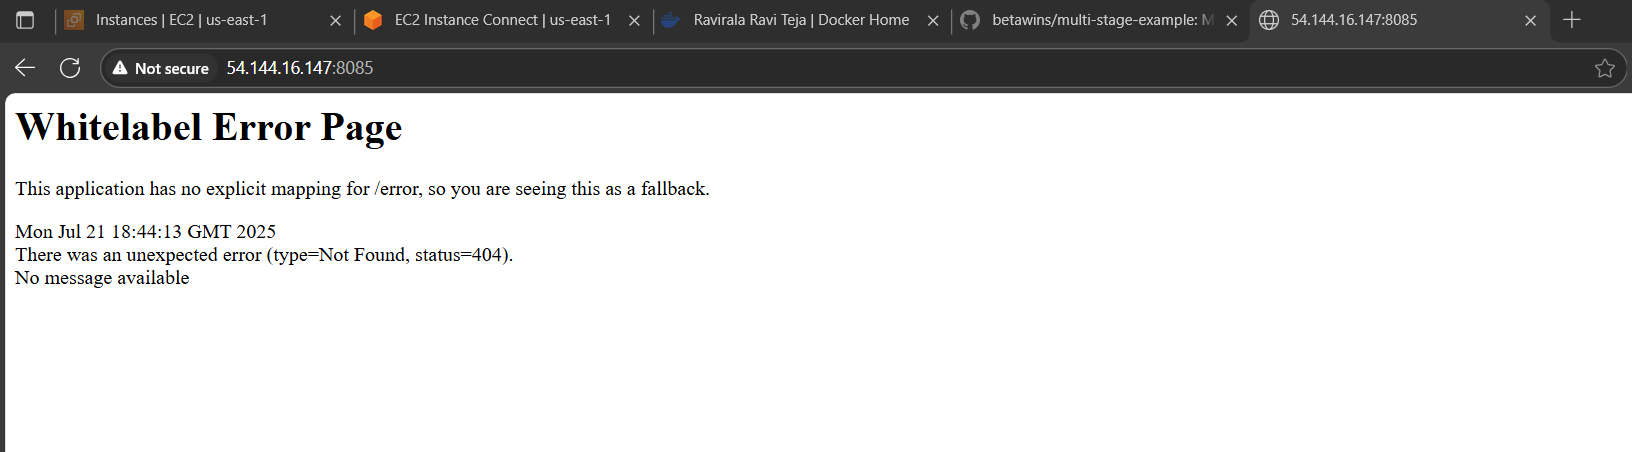 Instances | EC2 | us-east-1
EC2 Instance Connect | us-east-1
Ravirala Ravi Teja | Docker Home
betawins/multi-stage-example: M
54.144.16.147:8085
Not secure
54.144.16.147:8085
Whitelabel Error Page
This application has no explicit mapping for /error, so you are seeing this as a fallback.
Mon Jul 21 18:44:13 GMT 2025
There was an unexpected error (type=Not Found, status=404).
No message available